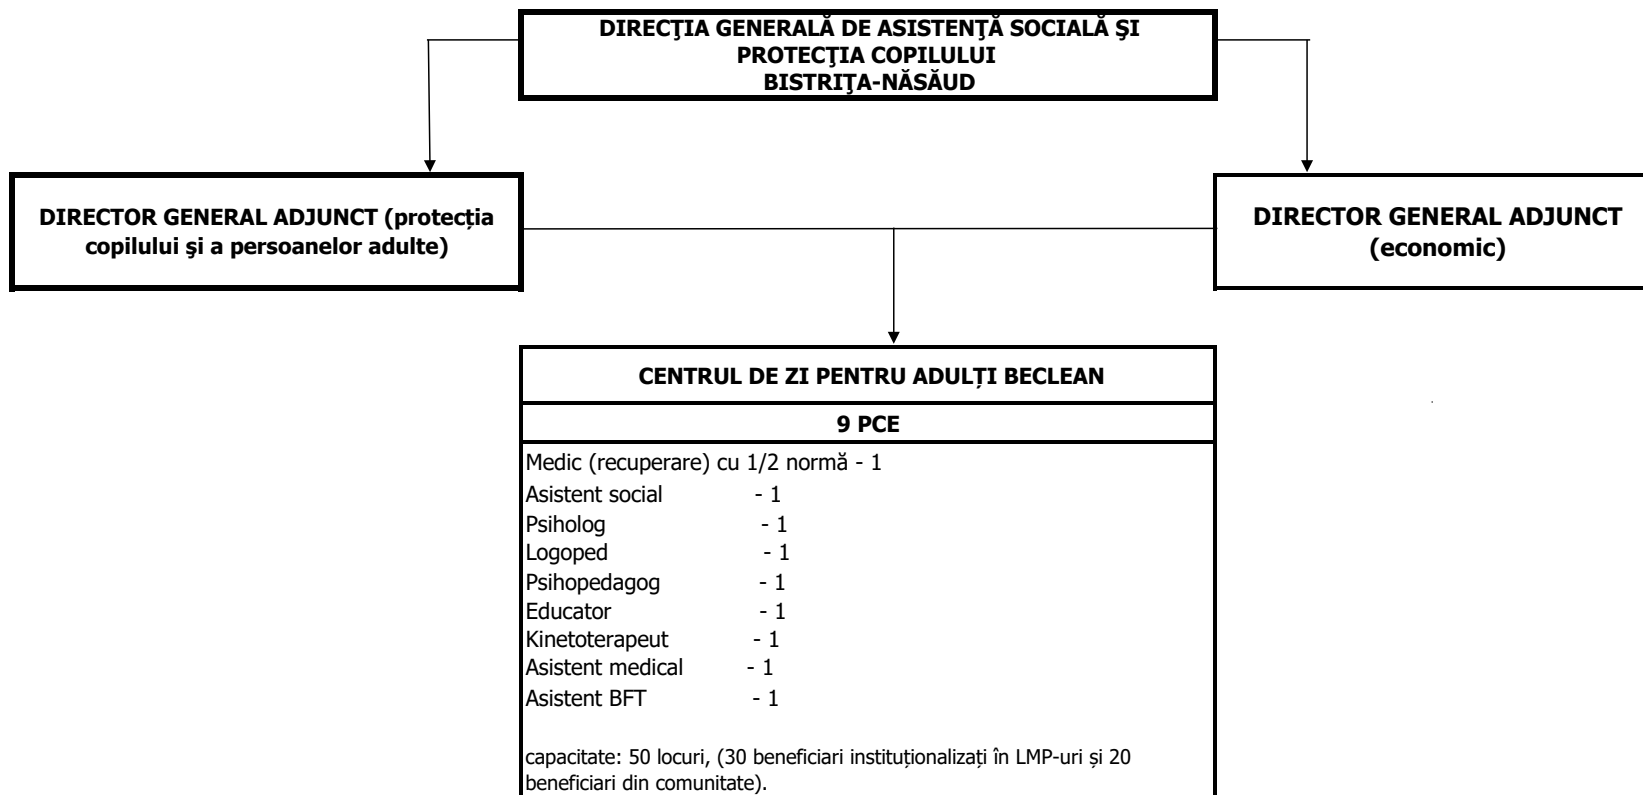 DIRECŢIA GENERALĂ DE ASISTENŢĂ SOCIALĂ ŞI
PROTECŢIA COPILULUI
BISTRIŢA-NĂSĂUD
DIRECTOR GENERAL ADJUNCT (protecția
copilului şi a persoanelor adulte)
DIRECTOR GENERAL ADJUNCT
(economic)
CENTRUL DE ZI PENTRU ADULȚI BECLEAN
9 PCE
Medic (recuperare) cu 1/2 normă - 1
Asistent social - 1
Psiholog - 1
Logoped - 1
Psihopedagog - 1
Educator - 1
Kinetoterapeut - 1
Asistent medical - 1
Asistent BFT - 1
capacitate: 50 locuri, (30 beneficiari instituționalizați în LMP-uri și 20
beneficiari din comunitate).